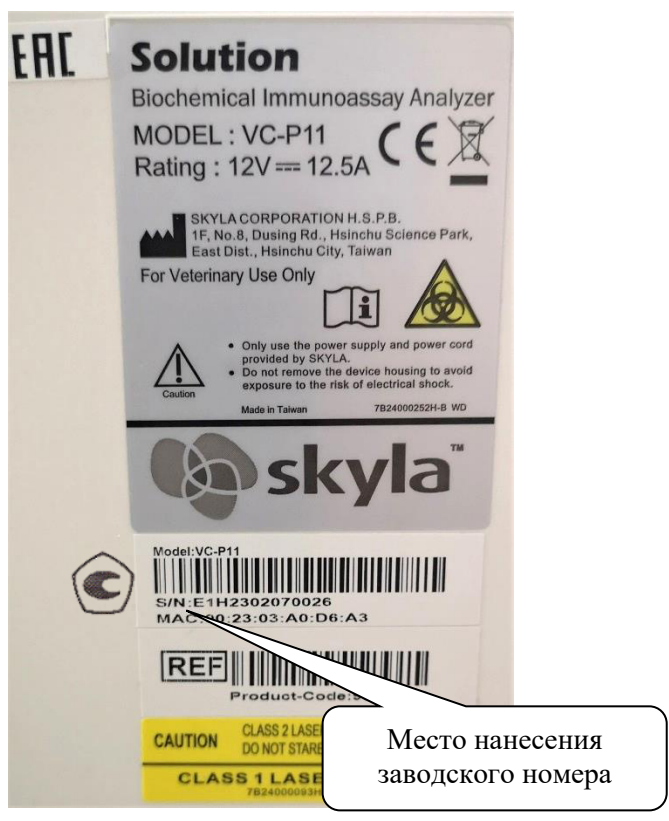 EAC
Solution
Biochemical Immunoassay Analyzer
MODEL : VC-P11
Rating : 12V 12.5A
CE
SKYLA CORPORATION H.S.P.B.
1F, No.8, Dusing Rd., Hsinchu Science Park,
East Dist., Hsinchu City, Taiwan
For Veterinary Use Only
• Only use the power supply and power cord
provided by SKYLA.
• Do not remove the device housing to avoid
exposure to the risk of electrical shock.
Caution
Made in Taiwan 7B24000252H-B WD
skyla™
Model:VC-P11
S/N:E1H2302070026
MAC: :23:03:A0:D6:A3
REF
Product-Code:
CAUTION
CLASS 2 LASE
DO NOT STARE
CLASS 1 LASE
7B24000093H
Место нанесения
заводского номера